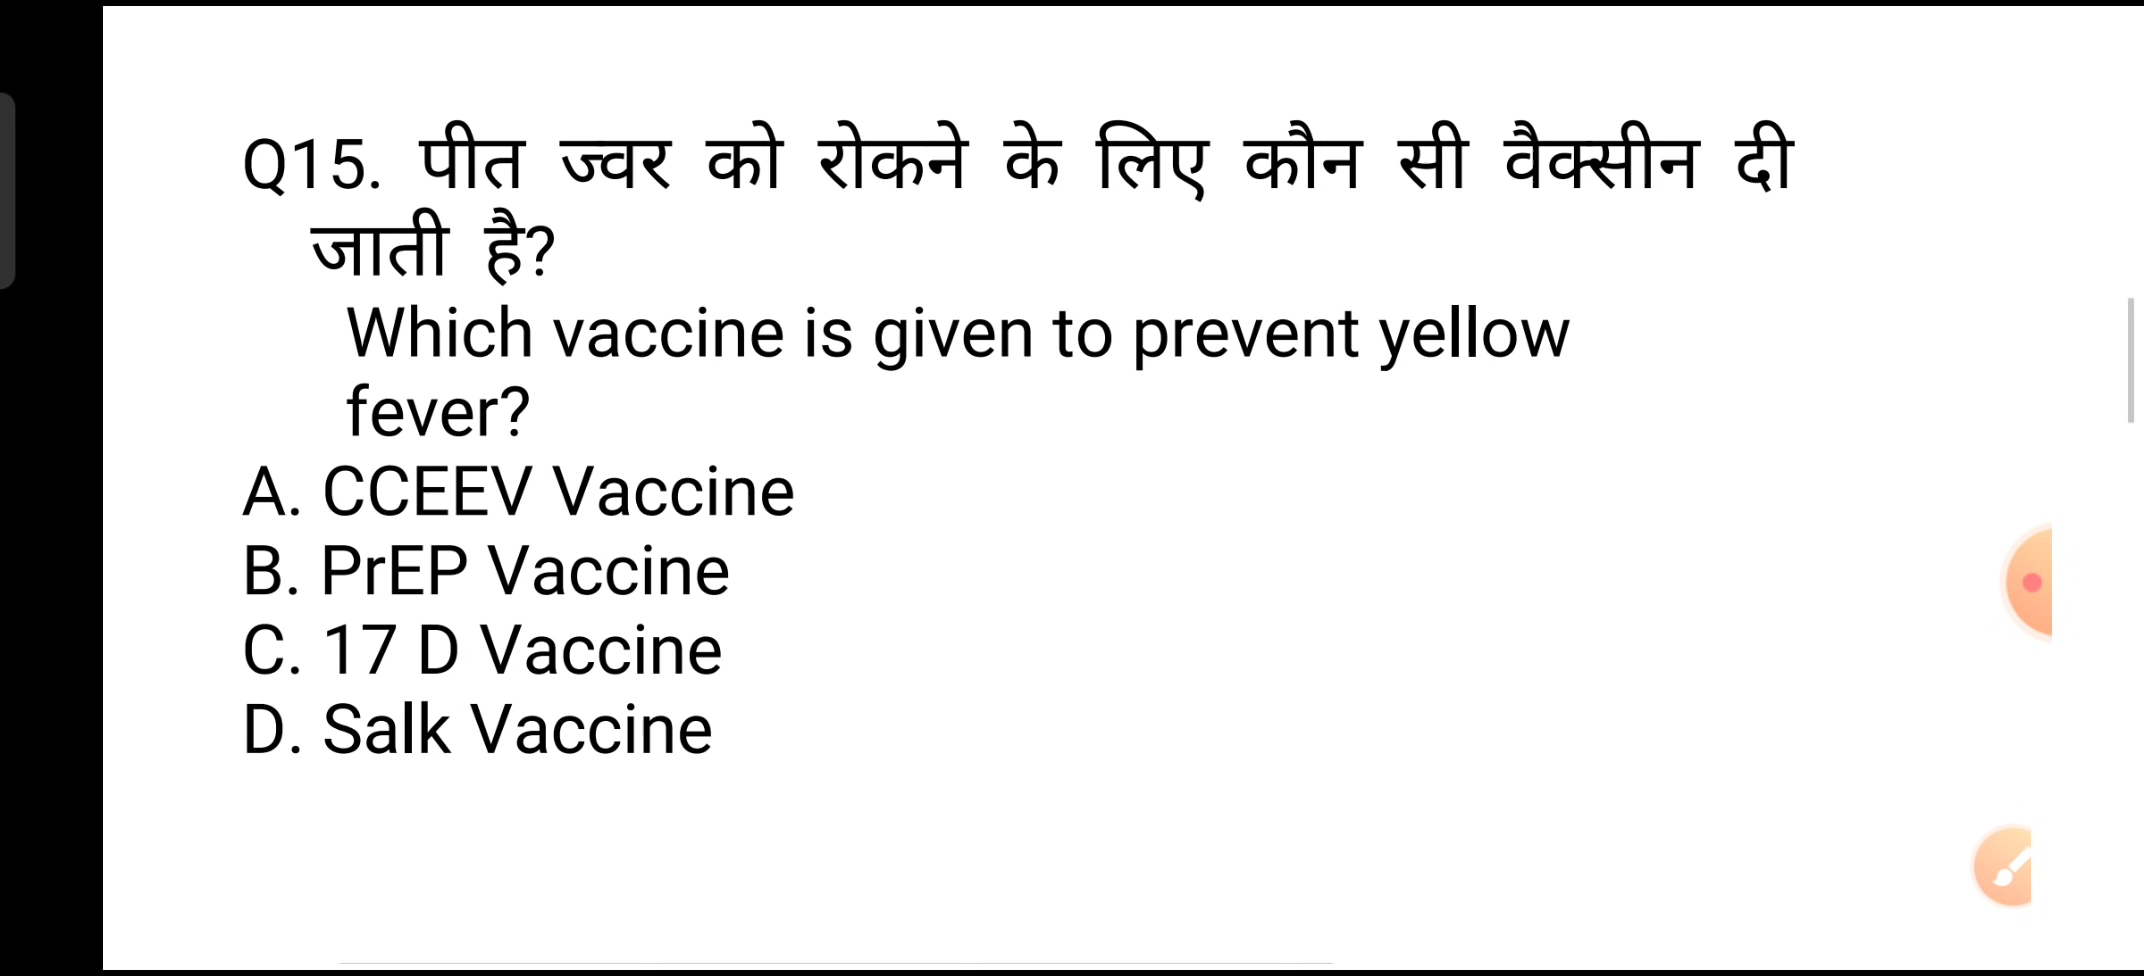 Q15. पीत ज्वर को रोकने के लिए कौन सी वैक्सीन दी
जाती है?
Which vaccine is given to prevent yellow
fever?
A. CCEEV Vaccine
B. PrEP Vaccine
C. 17 D Vaccine
D. Salk Vaccine